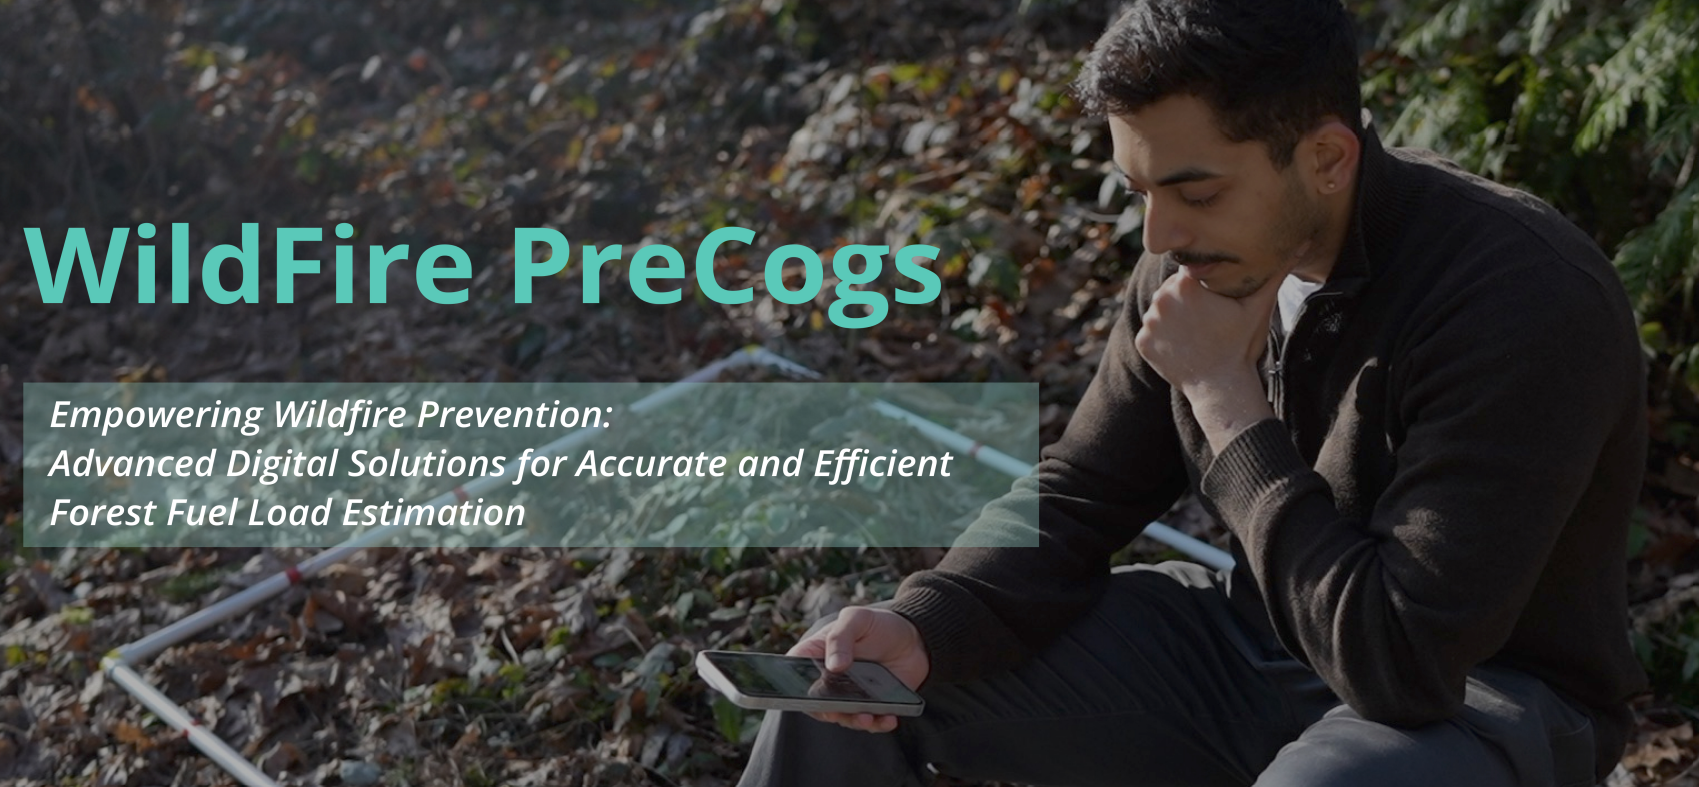 WildFire PreCogs
Empowering Wildfire Prevention:
Advanced Digital Solutions for Accurate and Efficient
Forest Fuel Load Estimation